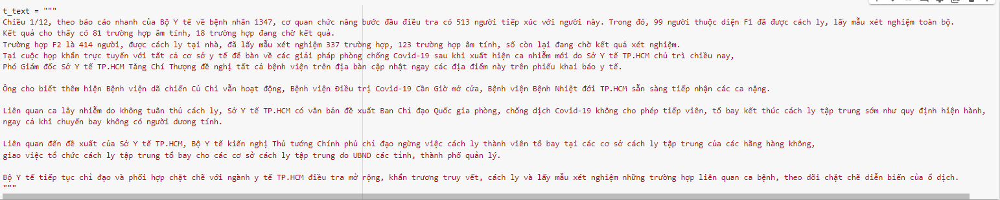 t_text = """
Chiều 1/12, theo báo cáo nhanh của Bộ Y tế về bệnh nhân 1347, cơ quan chức năng bước đầu điều tra có 513 người tiếp xúc với người này. Trong đó, 99 người thuộc diện F1 đã được cách ly, lấy mẫu xét nghiệm toàn bộ.
Kết quả cho thấy có 81 trường hợp âm tính, 18 trường hợp đang chờ kết quả.
Trường hợp F2 là 414 người, được cách ly tại nhà, đã lấy mẫu xét nghiệm 337 trường hợp, 123 trường hợp âm tính, số còn lại đang chờ kết quả xét nghiệm.
Tại cuộc họp khẩn trực tuyến với tất cả cơ sở y tế để bàn về các giải pháp phòng chống Covid-19 sau khi xuất hiện ca nhiễm mới do Sở Y tế TP.HCM chủ trì chiều nay,
Phó Giám đốc Sở Y tế TP.HCM Tăng Chí Thượng đề nghị tất cả bệnh viện trên địa bàn cập nhật ngay các địa điểm này trên phiếu khai báo y tế.
Ông cho biết thêm hiện Bệnh viện dã chiến Củ Chi vẫn hoạt động, Bệnh viện Điều trị Covid-19 Cần Giờ mở cửa, Bệnh viện Bệnh Nhiệt đới TP.HCM sẵn sàng tiếp nhận các ca nặng.
Liên quan ca lây nhiễm do không tuân thủ cách ly, Sở Y tế TP.HCM có văn bản đề xuất Ban Chỉ đạo Quốc gia phòng, chống dịch Covid-19 không cho phép tiếp viên, tổ bay kết thúc cách ly tập trung sớm như quy định hiện hành,
ngay cả khi chuyến bay không có người dương tính.
Liên quan đến đề xuất của Sở Y tế TP.HCM, Bộ Y tế kiến nghị Thủ tướng Chính phủ chỉ đạo ngừng việc cách ly thành viên tổ bay tại các cơ sở cách ly tập trung của các hãng hàng không,
giao việc tổ chức cách ly tập trung tổ bay cho các cơ sở cách ly tập trung do UBND các tỉnh, thành phố quản lý.
Bộ Y tế tiếp tục chỉ đạo và phối hợp chặt chẽ với ngành y tế TP.HCM điều tra mở rộng, khẩn trương truy vết, cách ly và lấy mẫu xét nghiệm những trường hợp liên quan ca bệnh, theo dõi chặt chẽ diễn biến của ổ dịch.
"""